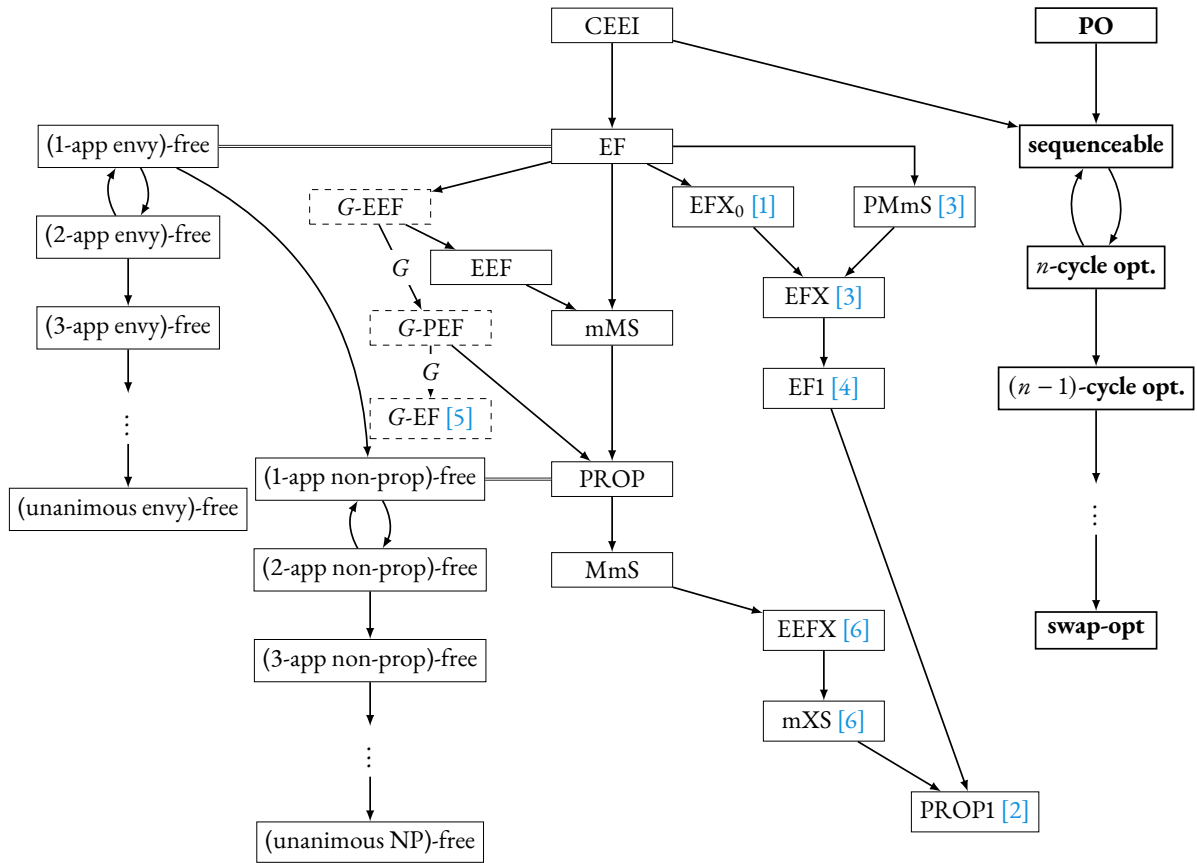 CEEI
PO
(1-app envy)-free
EF
sequenceable
G-EEF
EFX₀ [1]
PMmS [3]
(2-app envy)-free
G
EEF
n-cycle opt.
EFX [3]
(3-app envy)-free
G-PEF
mMS
G
EF1 [4]
(n − 1)-cycle opt.
⋮
G-EF [5]
(1-app non-prop)-free
PROP
(unanimous envy)-free
⋮
(2-app non-prop)-free
MmS
EEFX [6]
swap-opt
(3-app non-prop)-free
mXS [6]
⋮
PROP1 [2]
(unanimous NP)-free